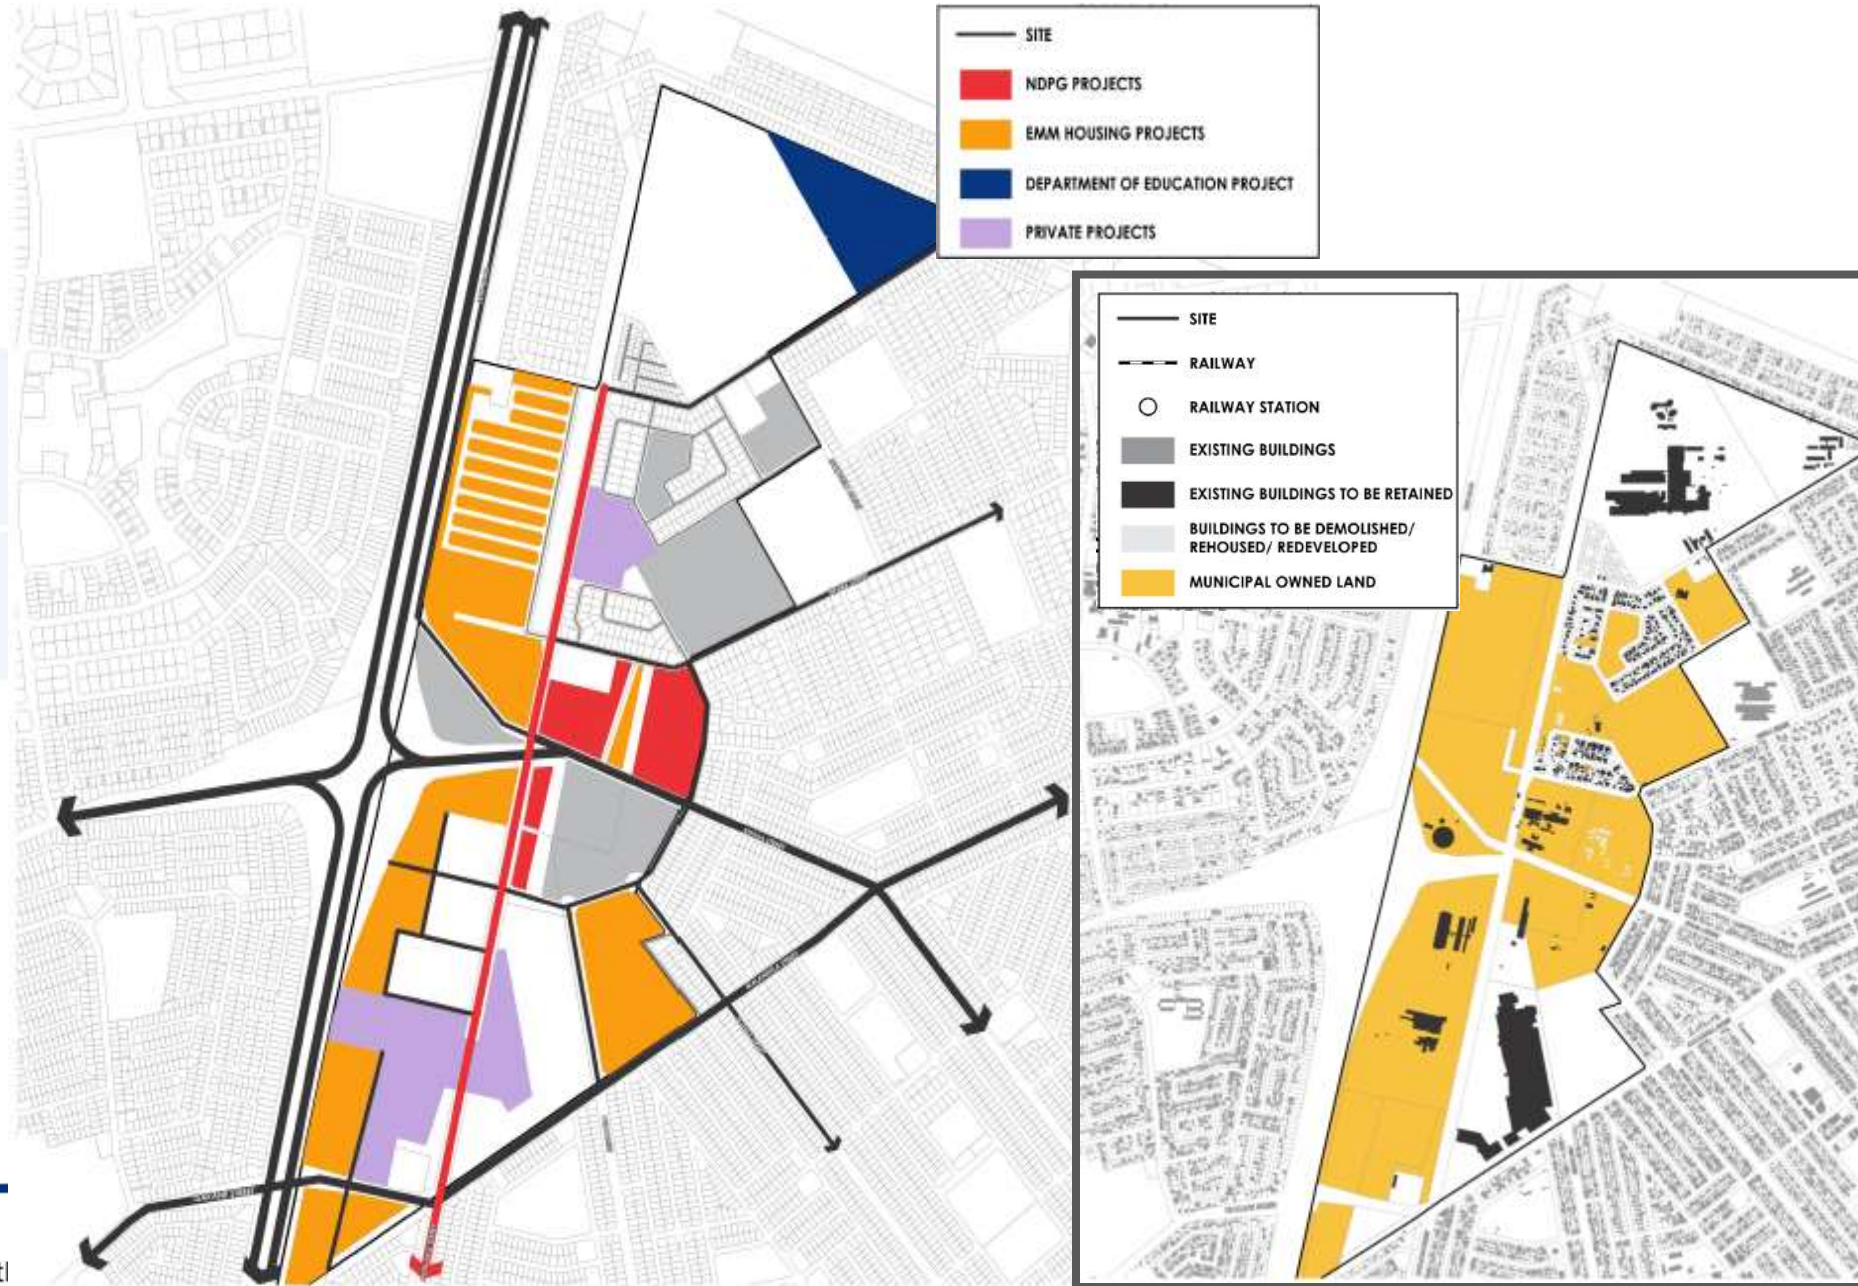 SITE
NDPG PROJECTS
EMM HOUSING PROJECTS
DEPARTMENT OF EDUCATION PROJECT
PRIVATE PROJECTS
SITE
RAILWAY
RAILWAY STATION
EXISTING BUILDINGS
EXISTING BUILDINGS TO BE RETAINED
BUILDINGS TO BE DEMOLISHED/
REHOUSED/ REDEVELOPED
MUNICIPAL OWNED LAND